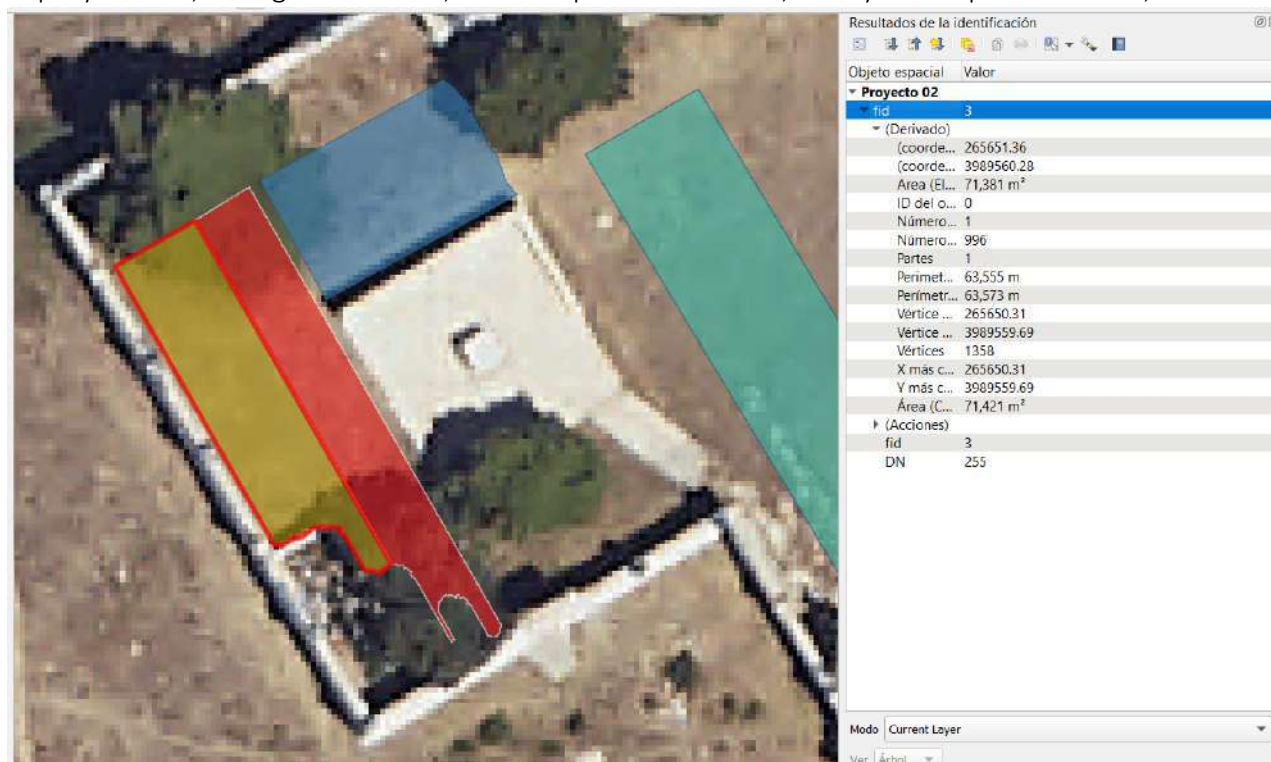 Resultados de la identificación
Objeto espacial Valor
Proyecto 02
fid 3
(Derivado)
(coorde... 265651.36
(coorde... 3989560.28
Area (El... 71,381 m²
ID del o... 0
Número... 1
Número... 996
Partes 1
Perimet... 63,555 m
Perímetr... 63,573 m
Vértice ... 265650.31
Vértice ... 3989559.69
Vértices 1358
X más c... 265650.31
Y más c... 3989559.69
Área (C... 71,421 m²
(Acciones)
fid 3
DN 255
Modo Current Layer
Ver Árbol